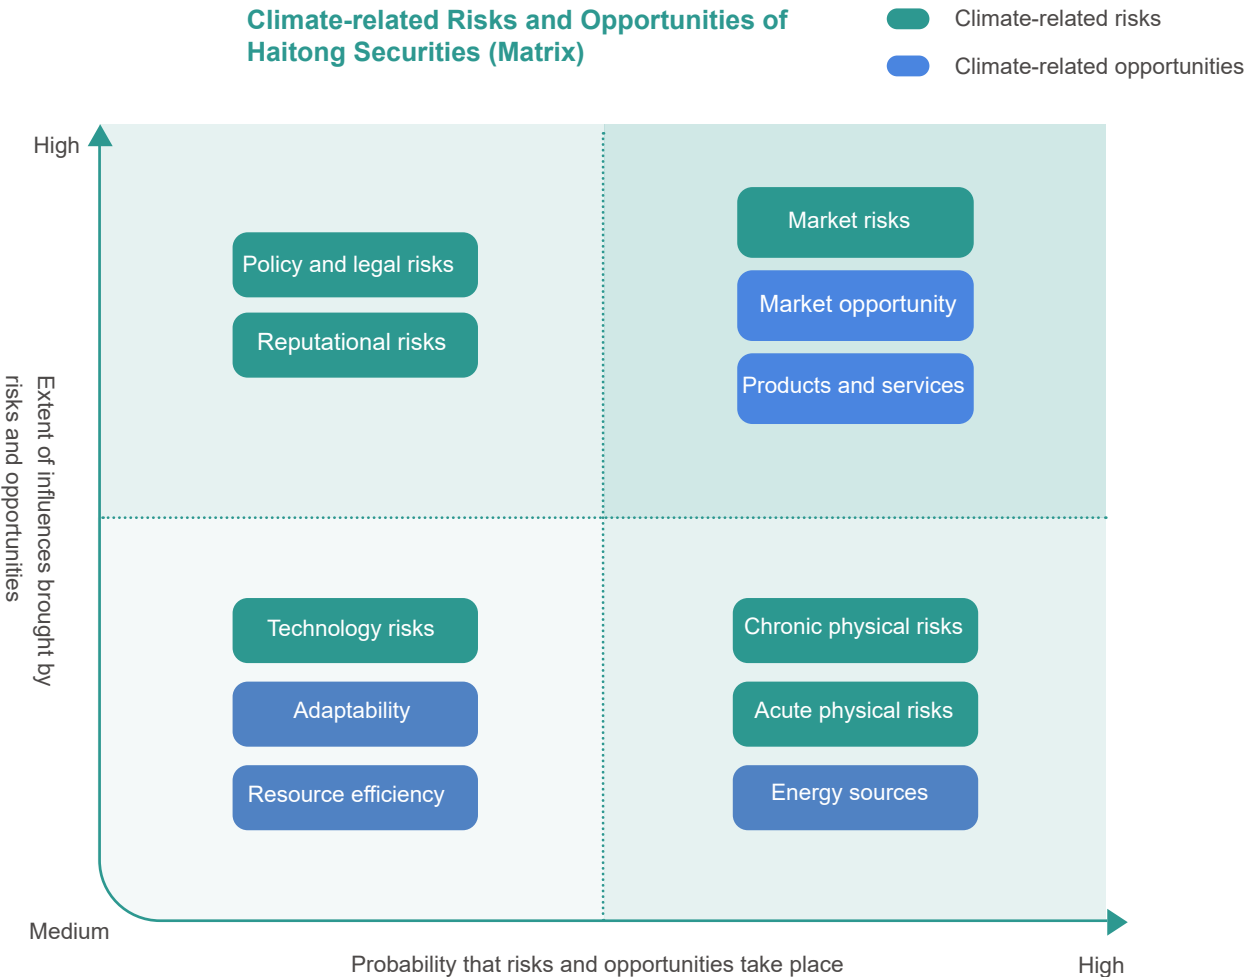 Climate-related Risks and Opportunities of
Haitong Securities (Matrix)
Climate-related risks
Climate-related opportunities
High
Extent of influences brought by
risks and opportunities
Policy and legal risks
Reputational risks
Market risks
Market opportunity
Products and services
Technology risks
Adaptability
Resource efficiency
Chronic physical risks
Acute physical risks
Energy sources
Medium
Probability that risks and opportunities take place
High